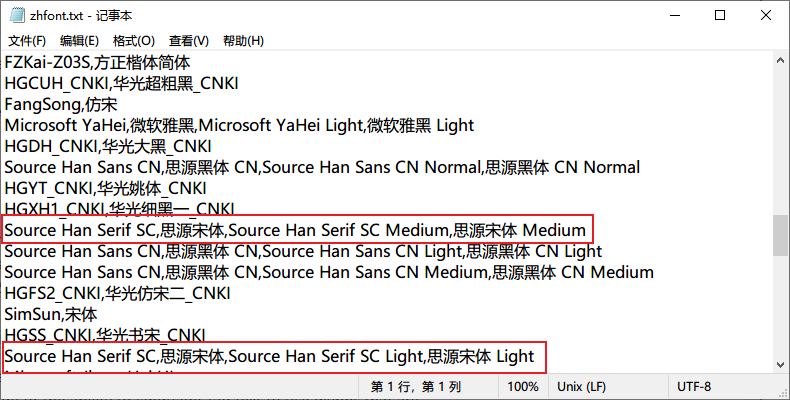 zhfont.txt - 记事本
文件(F) 编辑(E) 格式(O) 查看(V) 帮助(H)
FZKai-Z03S,方正楷体简体
HGCUH_CNKI,华光超粗黑_CNKI
FangSong,仿宋
Microsoft YaHei,微软雅黑,Microsoft YaHei Light,微软雅黑 Light
HGDH_CNKI,华光大黑_CNKI
Source Han Sans CN,思源黑体 CN,Source Han Sans CN Normal,思源黑体 CN Normal
HGYT_CNKI,华光姚体_CNKI
HGXH1_CNKI,华光细黑一_CNKI
Source Han Serif SC,思源宋体,Source Han Serif SC Medium,思源宋体 Medium
Source Han Sans CN,思源黑体 CN,Source Han Sans CN Light,思源黑体 CN Light
Source Han Sans CN,思源黑体 CN,Source Han Sans CN Medium,思源黑体 CN Medium
HGFS2_CNKI,华光仿宋二_CNKI
SimSun,宋体
HGSS_CNKI,华光书宋_CNKI
Source Han Serif SC,思源宋体,Source Han Serif SC Light,思源宋体 Light
第 1 行，第 1 列 100% Unix (LF) UTF-8